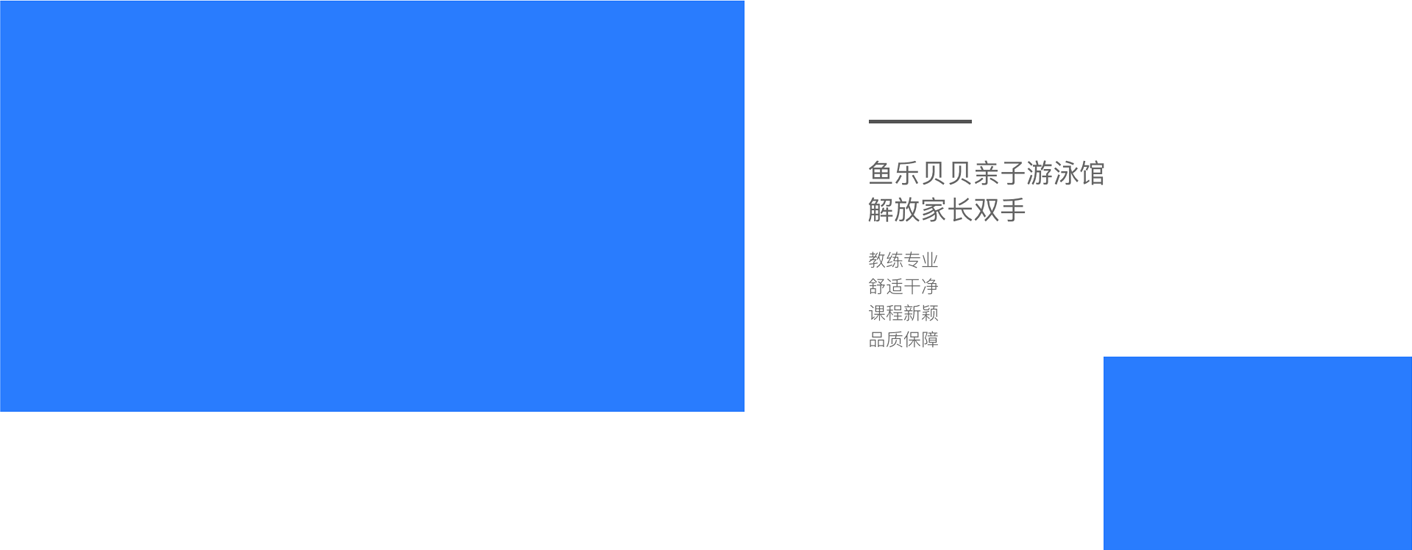 鱼乐贝贝亲子游泳馆
解放家长双手
教练专业
舒适干净
课程新颖
品质保障